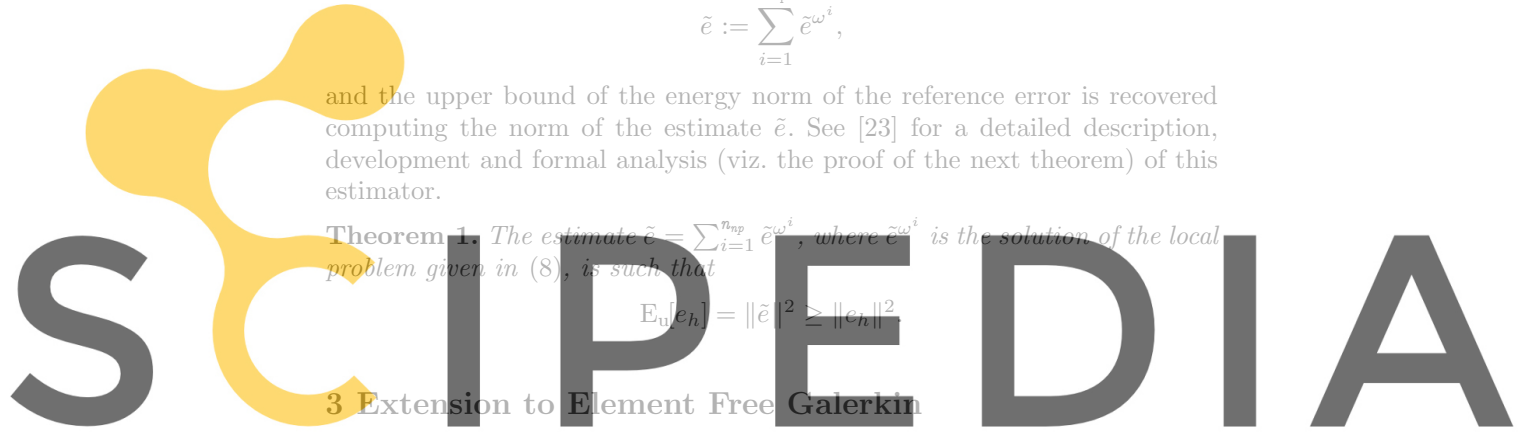 ẽ := ∑_{i=1} ẽ^{ω^i},
and the upper bound of the energy norm of the reference error is recovered
computing the norm of the estimate ẽ. See [23] for a detailed description,
development and formal analysis (viz. the proof of the next theorem) of this
estimator.
Theorem 1. The estimate ẽ = ∑_{i=1}^{n_{np}} ẽ^{ω^i}, where ẽ^{ω^i} is the solution of the local
problem given in (8), is such that
E_u[e_h] = ‖ẽ‖² ≥ ‖e_h‖².
3 Extension to Element Free Galerkin
SCIPEDIA